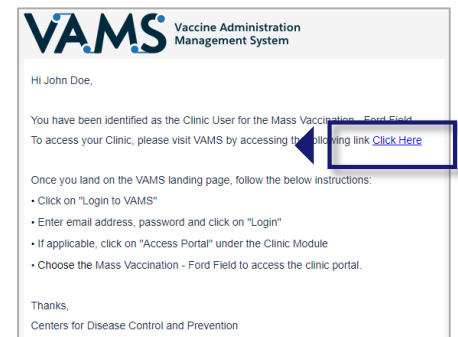 VAMS Vaccine Administration
Management System
Hi John Doe,
You have been identified as the Clinic User for the Mass Vaccination - Ford Field
To access your Clinic, please visit VAMS by accessing the following link Click Here
Once you land on the VAMS landing page, follow the below instructions:
• Click on "Login to VAMS"
• Enter email address, password and click on "Login"
• If applicable, click on "Access Portal" under the Clinic Module
• Choose the Mass Vaccination - Ford Field to access the clinic portal.
Thanks,
Centers for Disease Control and Prevention